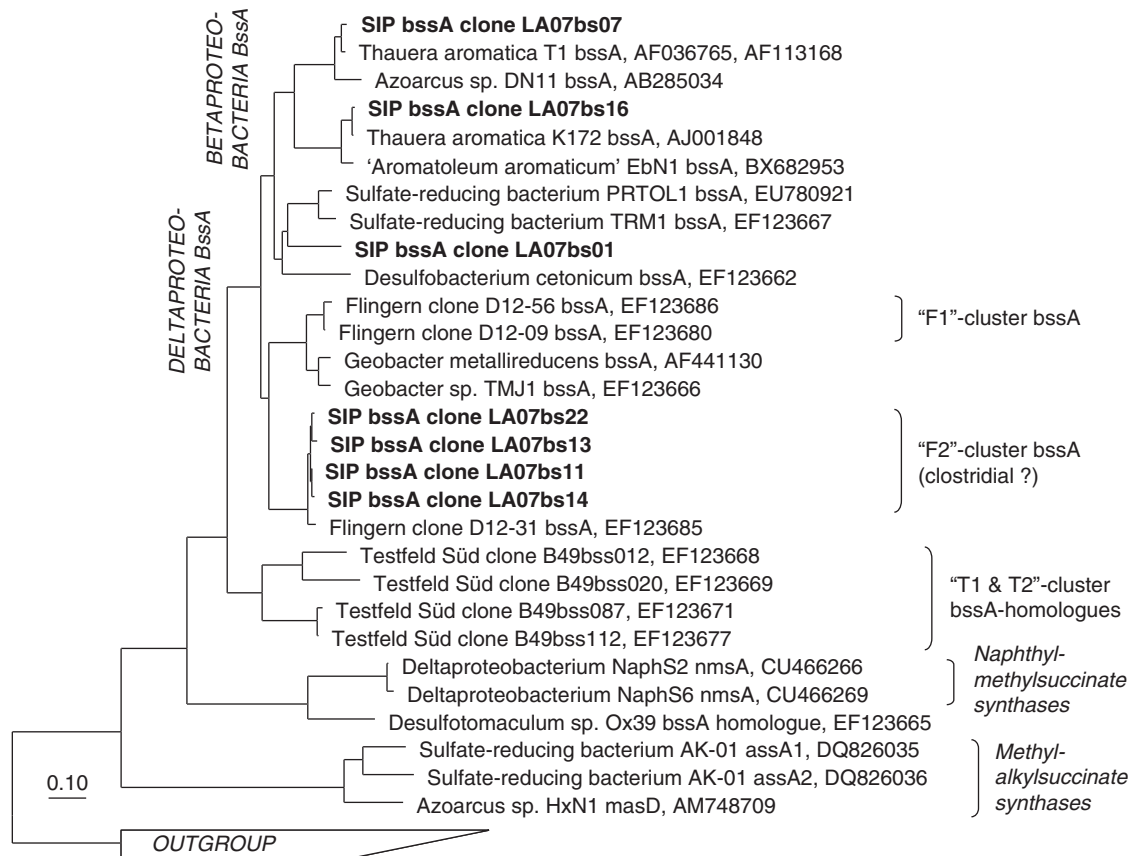 BETAPROTEO-
BACTERIA BssA
DELTAPROTEO-
BACTERIA BssA
SIP bssA clone LA07bs07
Thauera aromatica T1 bssA, AF036765, AF113168
Azoarcus sp. DN11 bssA, AB285034
SIP bssA clone LA07bs16
Thauera aromatica K172 bssA, AJ001848
‘Aromatoleum aromaticum’ EbN1 bssA, BX682953
Sulfate-reducing bacterium PRTOL1 bssA, EU780921
Sulfate-reducing bacterium TRM1 bssA, EF123667
SIP bssA clone LA07bs01
Desulfobacterium cetonicum bssA, EF123662
Flingern clone D12-56 bssA, EF123686
Flingern clone D12-09 bssA, EF123680
“F1”-cluster bssA
Geobacter metallireducens bssA, AF441130
Geobacter sp. TMJ1 bssA, EF123666
SIP bssA clone LA07bs22
SIP bssA clone LA07bs13
SIP bssA clone LA07bs11
SIP bssA clone LA07bs14
Flingern clone D12-31 bssA, EF123685
“F2”-cluster bssA
(clostridial ?)
Testfeld Süd clone B49bss012, EF123668
Testfeld Süd clone B49bss020, EF123669
Testfeld Süd clone B49bss087, EF123671
Testfeld Süd clone B49bss112, EF123677
“T1 & T2”-cluster
bssA-homologues
Deltaproteobacterium NaphS2 nmsA, CU466266
Deltaproteobacterium NaphS6 nmsA, CU466269
Desulfotomaculum sp. Ox39 bssA homologue, EF123665
Naphthyl-
methylsuccinate
synthases
Sulfate-reducing bacterium AK-01 assA1, DQ826035
Sulfate-reducing bacterium AK-01 assA2, DQ826036
Azoarcus sp. HxN1 masD, AM748709
Methyl-
alkylsuccinate
synthases
0.10
OUTGROUP